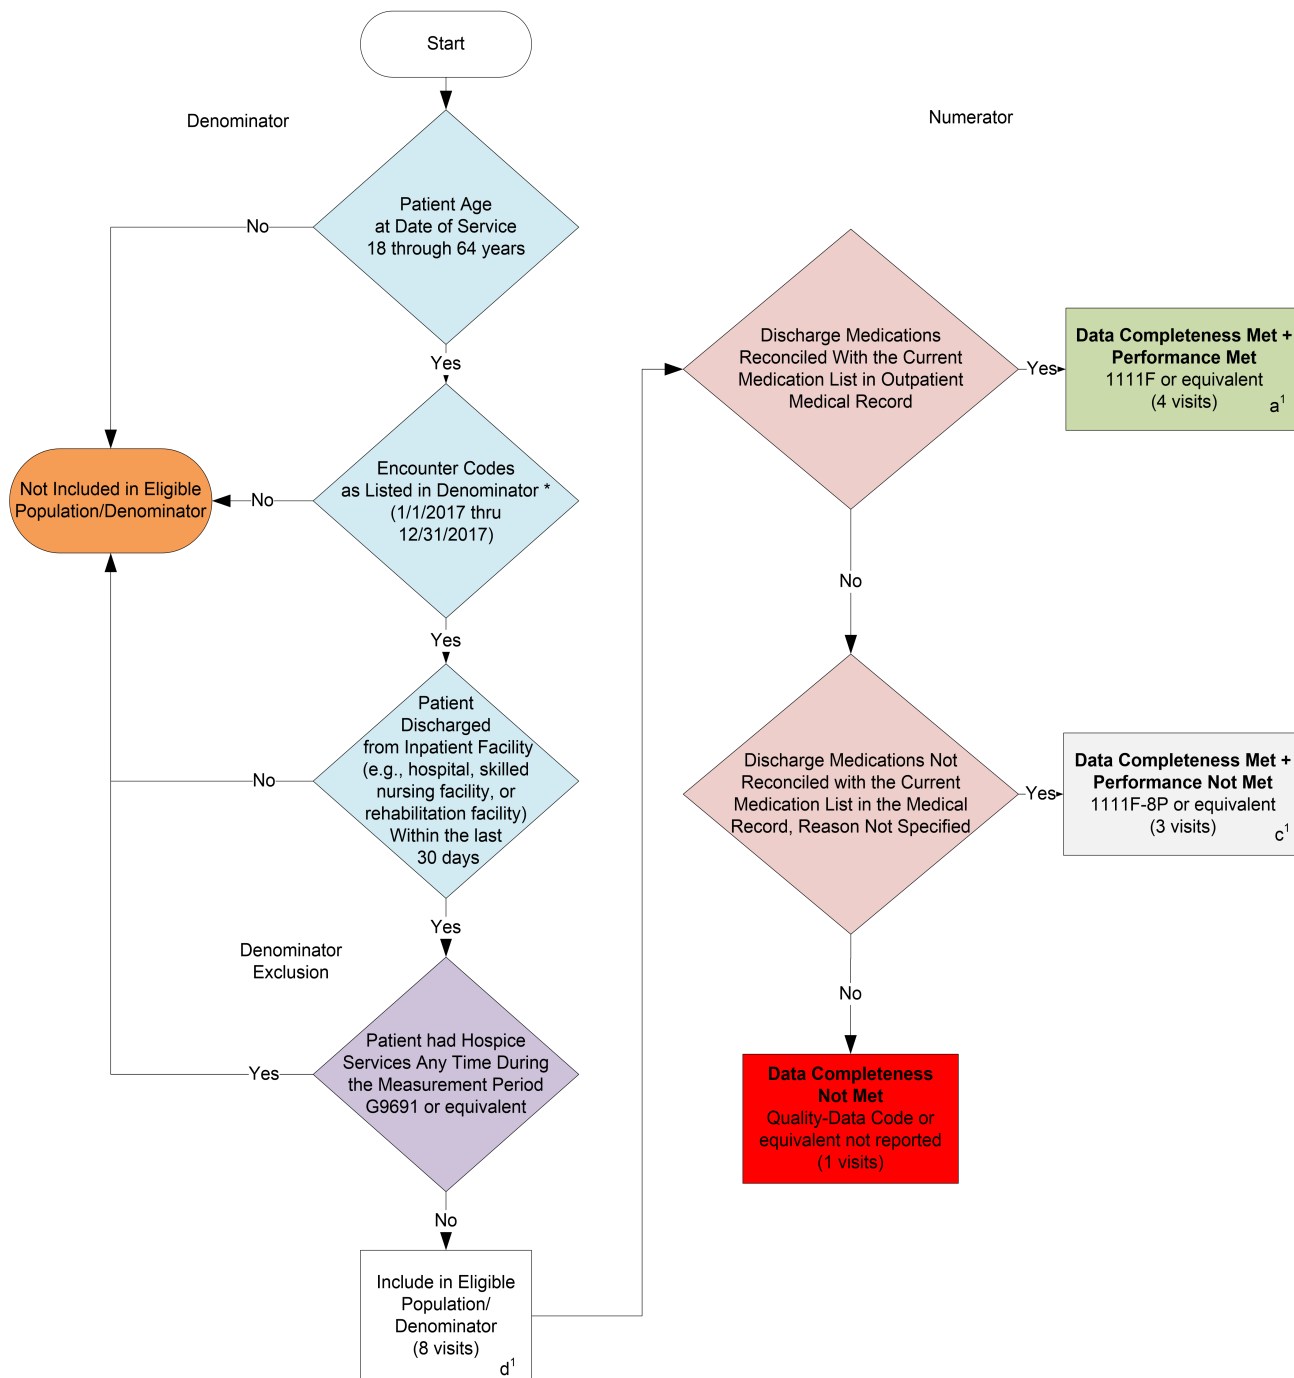 Start
Denominator
Numerator
Patient Age
at Date of Service
18 through 64 years
No
Yes
Encounter Codes
as Listed in Denominator *
(1/1/2017 thru
12/31/2017)
No
Not Included in Eligible
Population/Denominator
Yes
Patient
Discharged
from Inpatient Facility
(e.g., hospital, skilled
nursing facility, or
rehabilitation facility)
Within the last
30 days
No
Yes
Denominator
Exclusion
Patient had Hospice
Services Any Time During
the Measurement Period
G9691 or equivalent
Yes
No
Include in Eligible
Population/
Denominator
(8 visits)
d¹
Discharge Medications
Reconciled With the Current
Medication List in Outpatient
Medical Record
Yes
Data Completeness Met +
Performance Met
1111F or equivalent
(4 visits)
a¹
No
Discharge Medications Not
Reconciled with the Current
Medication List in the Medical
Record, Reason Not Specified
Yes
Data Completeness Met +
Performance Not Met
1111F-8P or equivalent
(3 visits)
c¹
No
Data Completeness
Not Met
Quality-Data Code or
equivalent not reported
(1 visits)